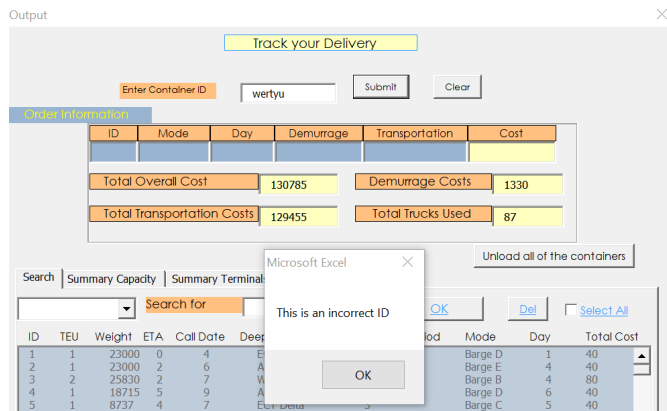 Output
Track your Delivery
Enter Container ID wertyu Submit Clear
Order Information
ID Mode Day Demurrage Transportation Cost
Total Overall Cost 130785 Demurrage Costs 1330
Total Transportation Costs 129455 Total Trucks Used 87
Unload all of the containers
Microsoft Excel
This is an incorrect ID
OK
Search Summary Capacity Summary Terminal
Search for OK Del Select All
ID TEU Weight ETA Call Date Mode Day Total Cost
1 1 23000 0 4 Barge D 1 40
2 1 23000 2 6 Barge E 4 40
3 2 25830 2 7 Barge B 4 80
4 1 18715 5 9 Barge D 6 40
5 1 8737 4 7 ECT Delta Barge C 5 40